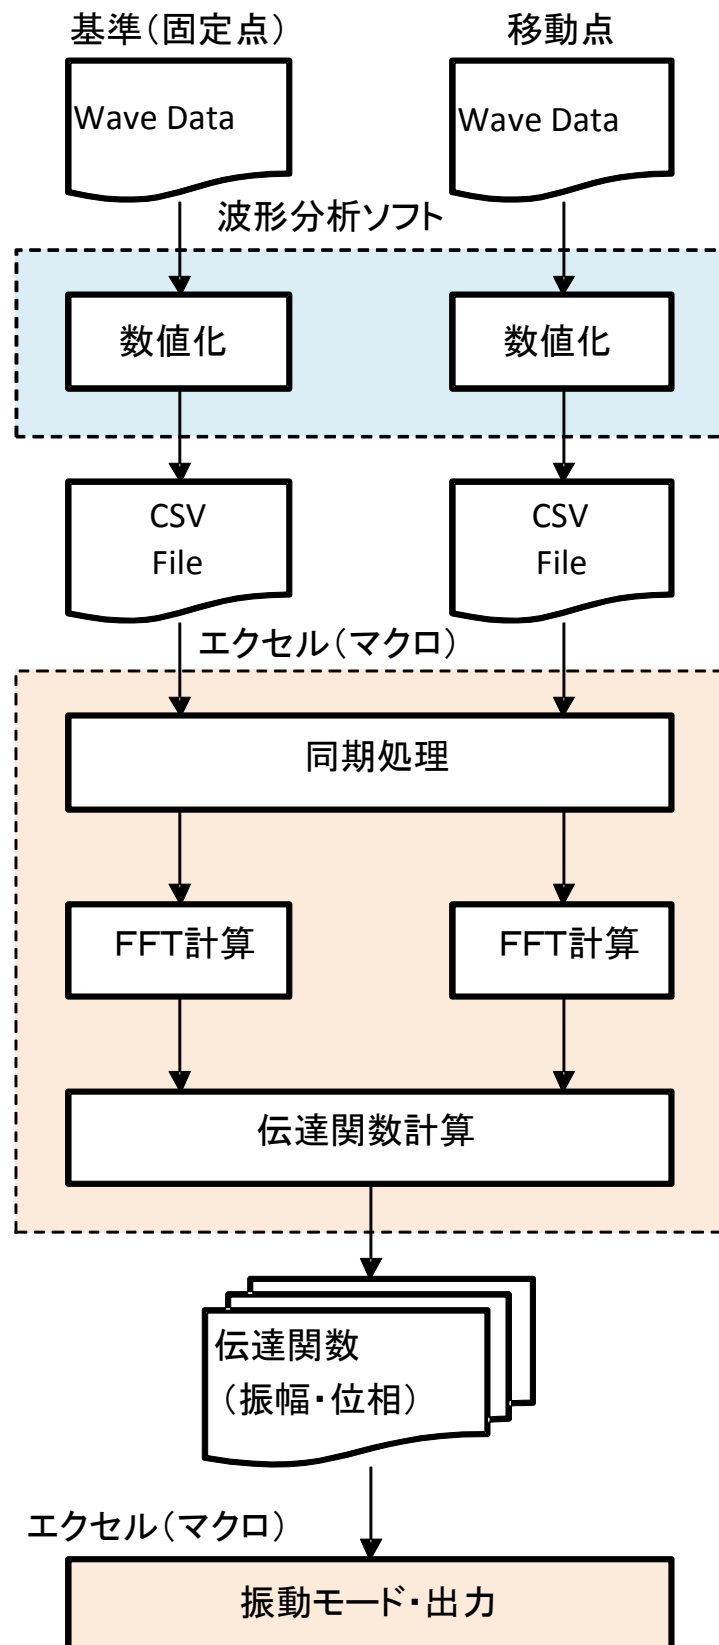 基準(固定点)
移動点
Wave Data
Wave Data
波形分析ソフト
数値化
数値化
CSV
File
CSV
File
エクセル(マクロ)
同期処理
FFT計算
FFT計算
伝達関数計算
伝達関数
(振幅・位相)
エクセル(マクロ)
振動モード・出力